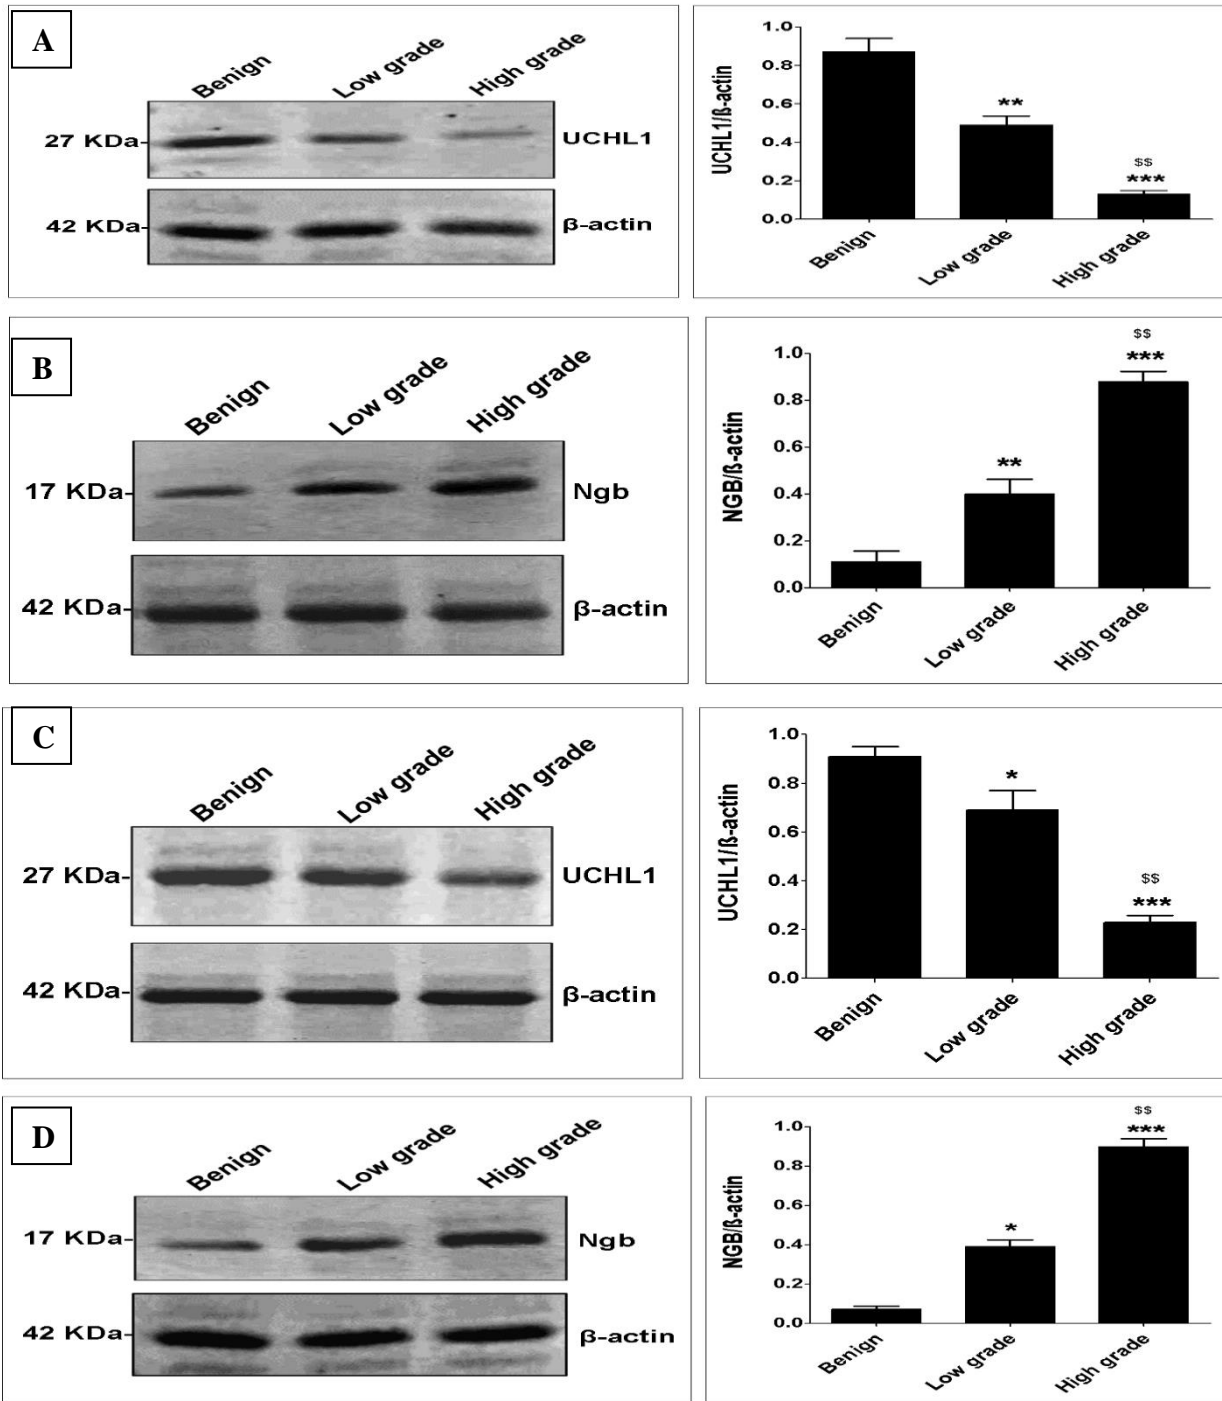 A
Benign
Low grade
High grade
27 KDa-
UCHL1
42 KDa-
β-actin
UCHL1/ß-actin
1.0
0.8
0.6
0.4
0.2
0.0
**
$$
***
Benign
Low grade
High grade
B
Benign
Low grade
High grade
17 KDa-
Ngb
42 KDa-
β-actin
NGB/ß-actin
1.0
0.8
0.6
0.4
0.2
0.0
**
$$
***
Benign
Low grade
High grade
C
Benign
Low grade
High grade
27 KDa-
UCHL1
42 KDa-
β-actin
UCHL1/ß-actin
1.0
0.8
0.6
0.4
0.2
0.0
*
$$
***
Benign
Low grade
High grade
D
Benign
Low grade
High grade
17 KDa-
Ngb
42 KDa-
β-actin
NGB/ß-actin
1.0
0.8
0.6
0.4
0.2
0.0
*
$$
***
Benign
Low grade
High grade